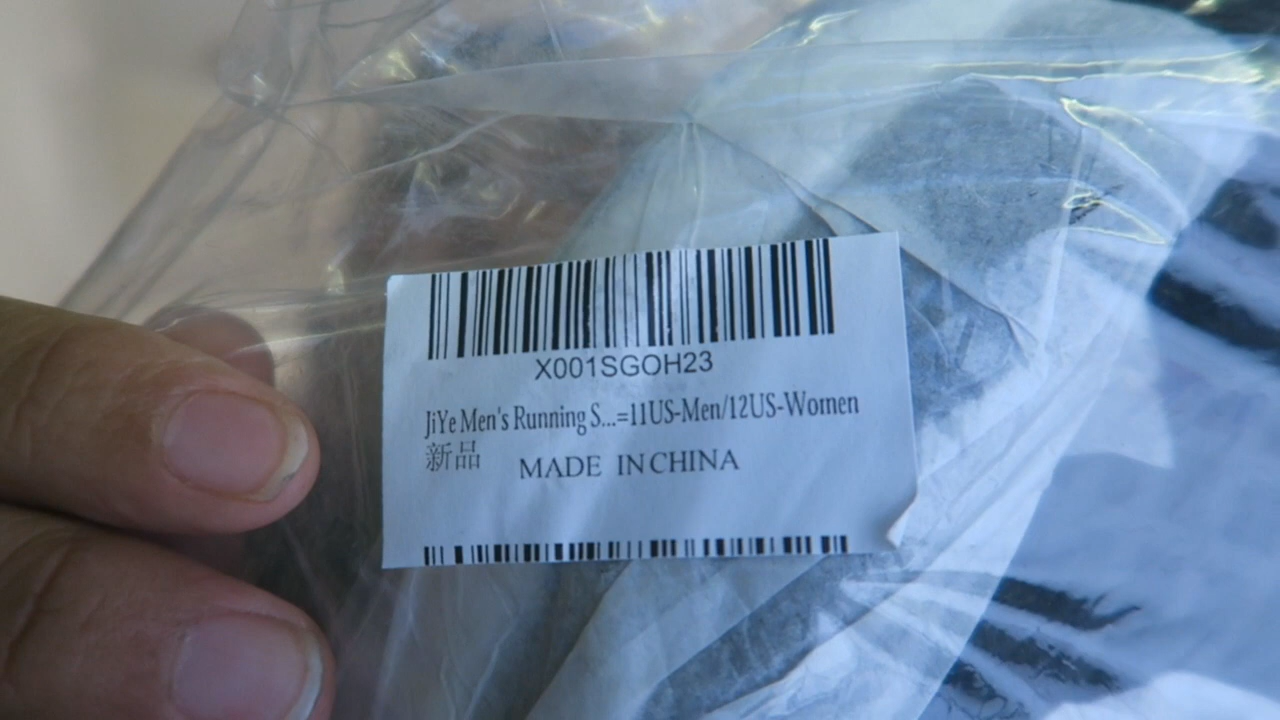 X001SGOH23
JiYe Men's Running S...=11US-Men/12US-Women
新品
MADE IN CHINA